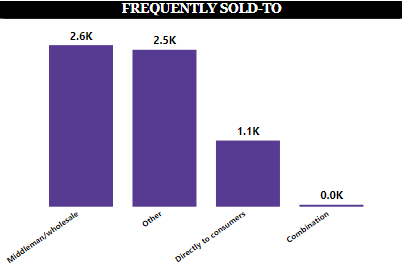 FREQUENTLY SOLD-TO
2.6K
2.5K
1.1K
0.0K
Middleman/wholesale
Other
Directly to consumers
Combination